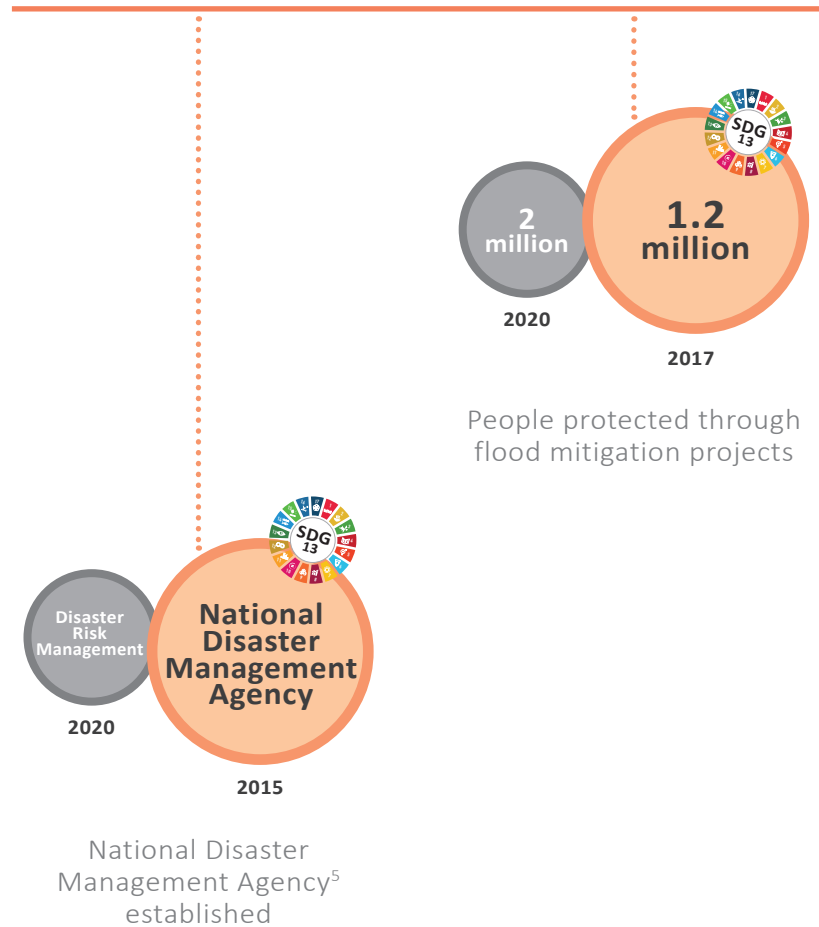 SDG
13
2
million
1.2
million
2020
2017
People protected through
flood mitigation projects
SDG
13
Disaster
Risk
Management
National
Disaster
Management
Agency
2020
2015
National Disaster
Management Agency⁵
established